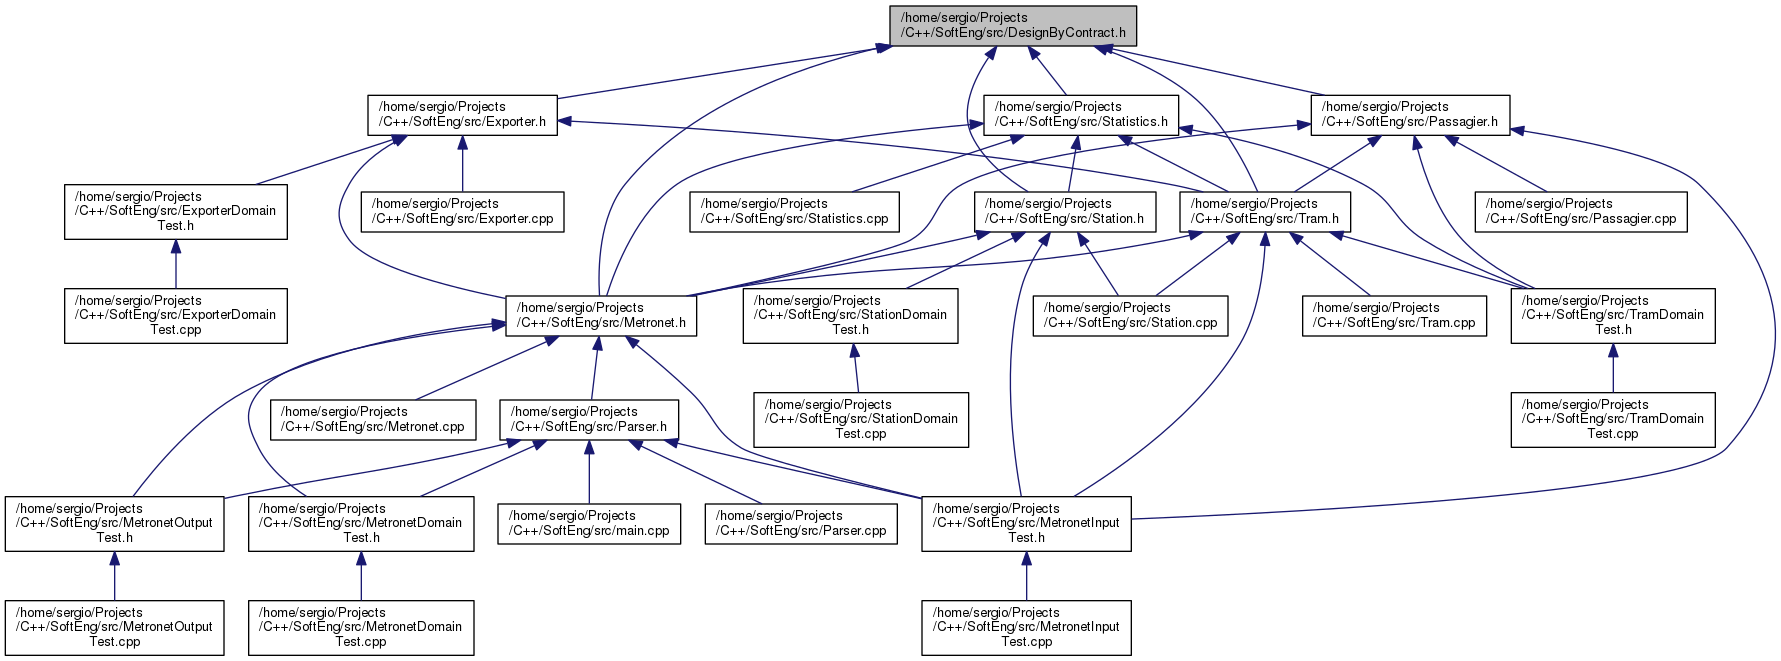 /home/sergio/Projects
/C++/SoftEng/src/DesignByContract.h
/home/sergio/Projects
/C++/SoftEng/src/Exporter.h
/home/sergio/Projects
/C++/SoftEng/src/Statistics.h
/home/sergio/Projects
/C++/SoftEng/src/Passagier.h
/home/sergio/Projects
/C++/SoftEng/src/ExporterDomain
Test.h
/home/sergio/Projects
/C++/SoftEng/src/Exporter.cpp
/home/sergio/Projects
/C++/SoftEng/src/Statistics.cpp
/home/sergio/Projects
/C++/SoftEng/src/Station.h
/home/sergio/Projects
/C++/SoftEng/src/Tram.h
/home/sergio/Projects
/C++/SoftEng/src/Passagier.cpp
/home/sergio/Projects
/C++/SoftEng/src/ExporterDomain
Test.cpp
/home/sergio/Projects
/C++/SoftEng/src/Metronet.h
/home/sergio/Projects
/C++/SoftEng/src/StationDomain
Test.h
/home/sergio/Projects
/C++/SoftEng/src/Station.cpp
/home/sergio/Projects
/C++/SoftEng/src/Tram.cpp
/home/sergio/Projects
/C++/SoftEng/src/TramDomain
Test.h
/home/sergio/Projects
/C++/SoftEng/src/Metronet.cpp
/home/sergio/Projects
/C++/SoftEng/src/Parser.h
/home/sergio/Projects
/C++/SoftEng/src/StationDomain
Test.cpp
/home/sergio/Projects
/C++/SoftEng/src/TramDomain
Test.cpp
/home/sergio/Projects
/C++/SoftEng/src/MetronetOutput
Test.h
/home/sergio/Projects
/C++/SoftEng/src/MetronetDomain
Test.h
/home/sergio/Projects
/C++/SoftEng/src/main.cpp
/home/sergio/Projects
/C++/SoftEng/src/Parser.cpp
/home/sergio/Projects
/C++/SoftEng/src/MetronetInput
Test.h
/home/sergio/Projects
/C++/SoftEng/src/MetronetOutput
Test.cpp
/home/sergio/Projects
/C++/SoftEng/src/MetronetDomain
Test.cpp
/home/sergio/Projects
/C++/SoftEng/src/MetronetInput
Test.cpp